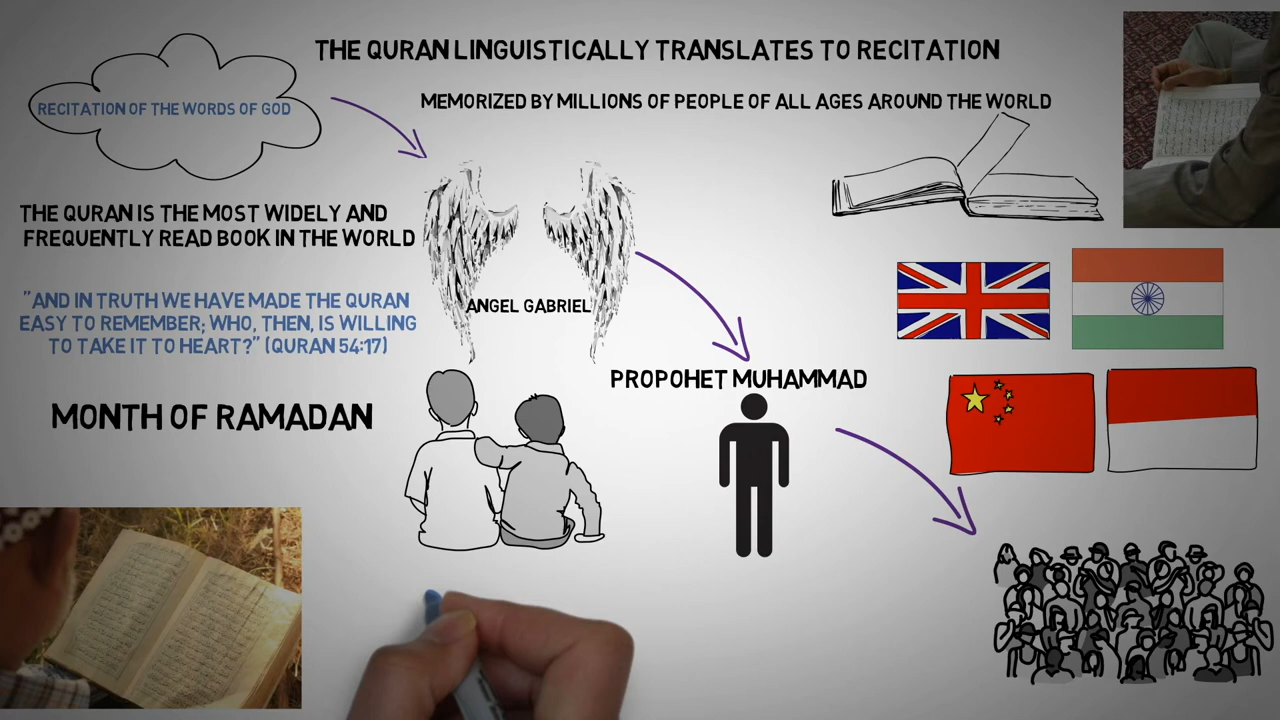 THE QURAN LINGUISTICALLY TRANSLATES TO RECITATION
RECITATION OF THE WORDS OF GOD
MEMORIZED BY MILLIONS OF PEOPLE OF ALL AGES AROUND THE WORLD
THE QURAN IS THE MOST WIDELY AND
FREQUENTLY READ BOOK IN THE WORLD
"AND IN TRUTH WE HAVE MADE THE QURAN
EASY TO REMEMBER; WHO, THEN, IS WILLING
TO TAKE IT TO HEART?" (QURAN 54:17)
ANGEL GABRIEL
PROPOHET MUHAMMAD
MONTH OF RAMADAN